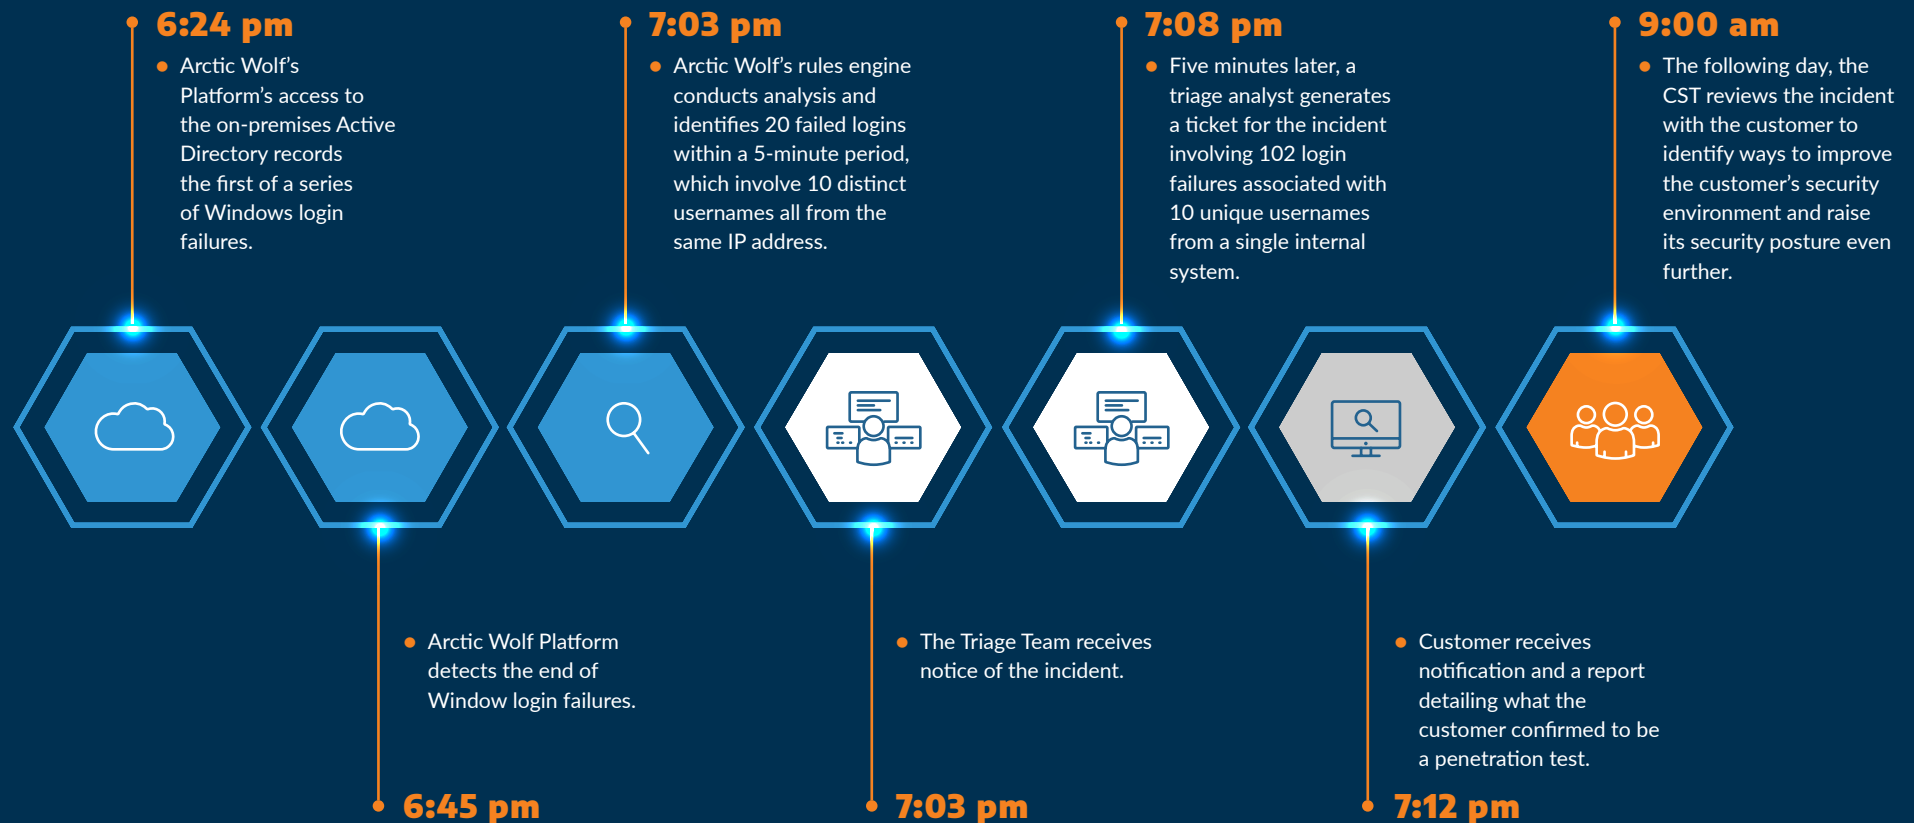 6:24 pm
Arctic Wolf's
Platform's access to
the on-premises Active
Directory records
the first of a series
of Windows login
failures.
Arctic Wolf Platform
detects the end of
Window login failures.
6:45 pm
7:03 pm
Arctic Wolf's rules engine
conducts analysis and
identifies 20 failed logins
within a 5-minute period,
which involve 10 distinct
usernames all from the
same IP address.
The Triage Team receives
notice of the incident.
7:03 pm
7:08 pm
Five minutes later, a
triage analyst generates
a ticket for the incident
involving 102 login
failures associated with
10 unique usernames
from a single internal
system.
Customer receives
notification and a report
detailing what the
customer confirmed to be
a penetration test.
7:12 pm
9:00 am
The following day, the
CST reviews the incident
with the customer to
identify ways to improve
the customer's security
environment and raise
its security posture even
further.